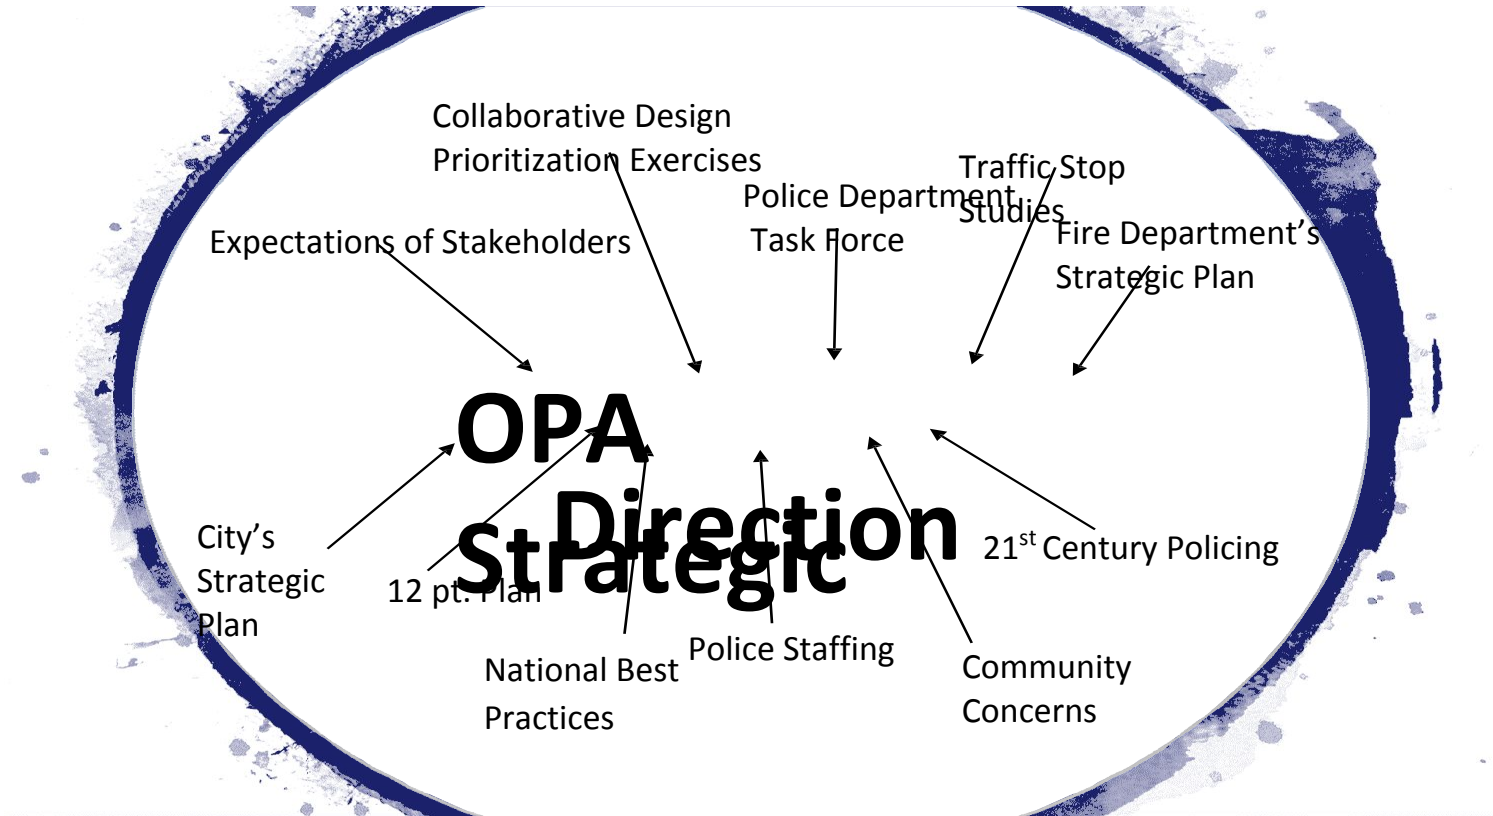 Collaborative Design
Prioritization Exercises
Traffic Stop
Studies
Police Department
Task Force
Fire Department’s
Strategic Plan
Expectations of Stakeholders
OPA
Strategic
Direction
City’s
Strategic
Plan
12 pt. Plan
21st Century Policing
National Best
Practices
Police Staffing
Community
Concerns